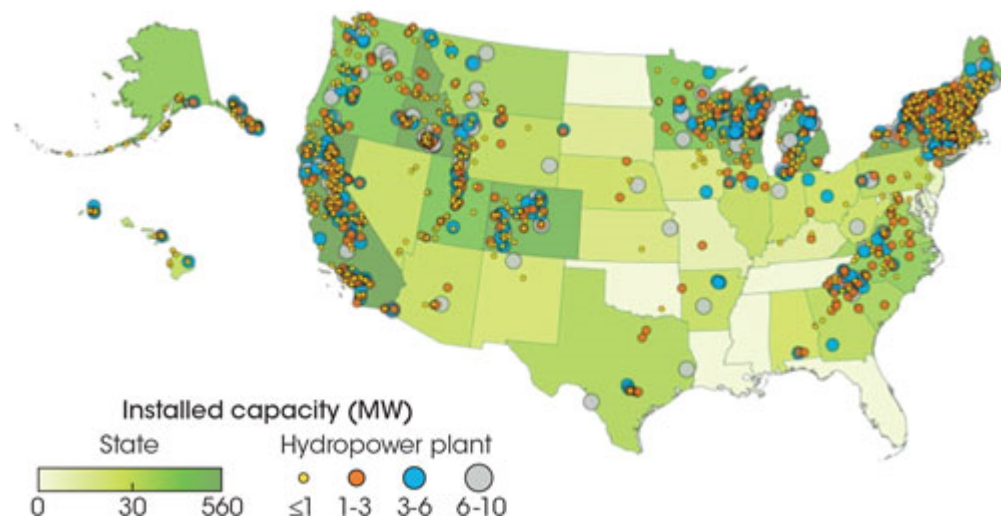 Installed capacity (MW)
State Hydropower plant
0 30 560 ≤1 1-3 3-6 6-10